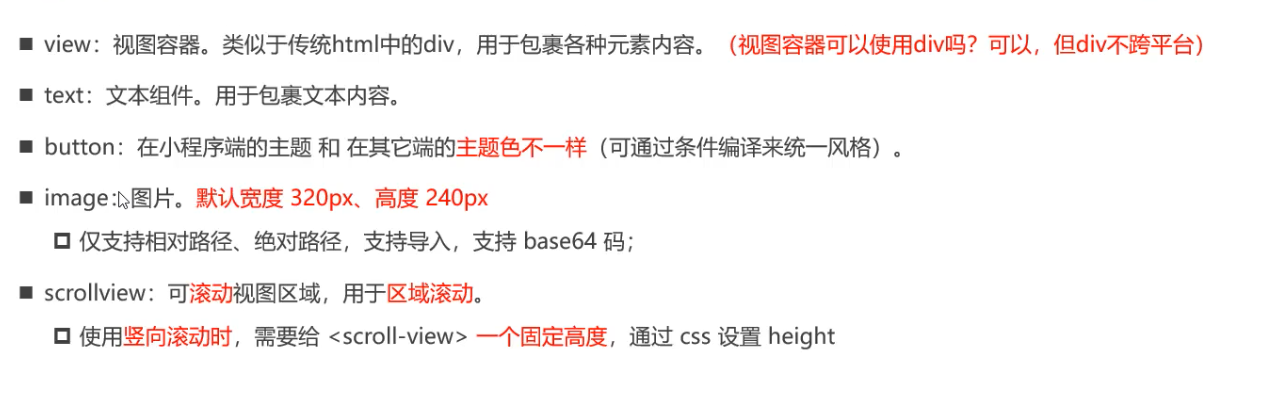 view：视图容器。类似于传统html中的div，用于包裹各种元素内容。（视图容器可以使用div吗？可以，但div不跨平台）
text：文本组件。用于包裹文本内容。
button：在小程序端的主题 和 在其它端的主题色不一样（可通过条件编译来统一风格）。
image：图片。默认宽度 320px、高度 240px
仅支持相对路径、绝对路径，支持导入，支持 base64 码；
scrollview：可滚动视图区域，用于区域滚动。
使用竖向滚动时，需要给 <scroll-view> 一个固定高度，通过 css 设置 height